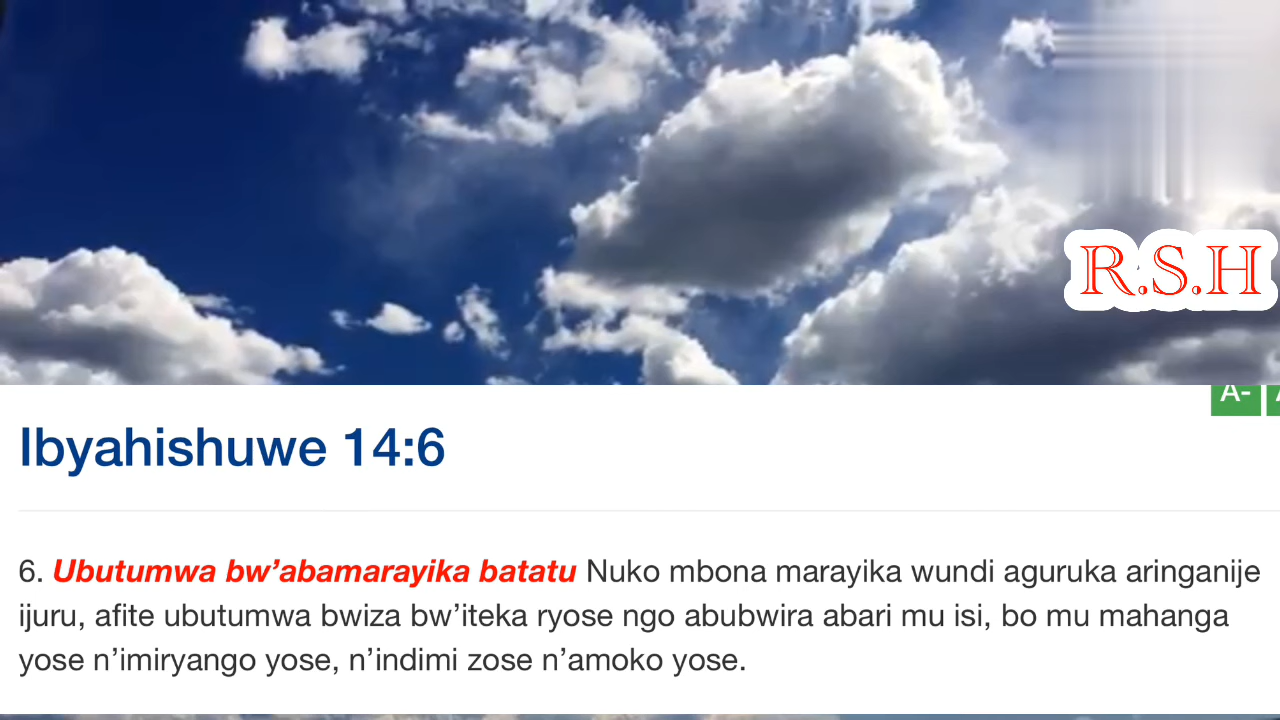 R.S.H
A-
Ibyahishuwe 14:6
6. Ubutumwa bw’abamarayika batatu Nuko mbona marayika wundi aguruka aringanije
ijuru, afite ubutumwa bwiza bw’iteka ryose ngo abubwira abari mu isi, bo mu mahanga
yose n’imiryango yose, n’indimi zose n’amoko yose.